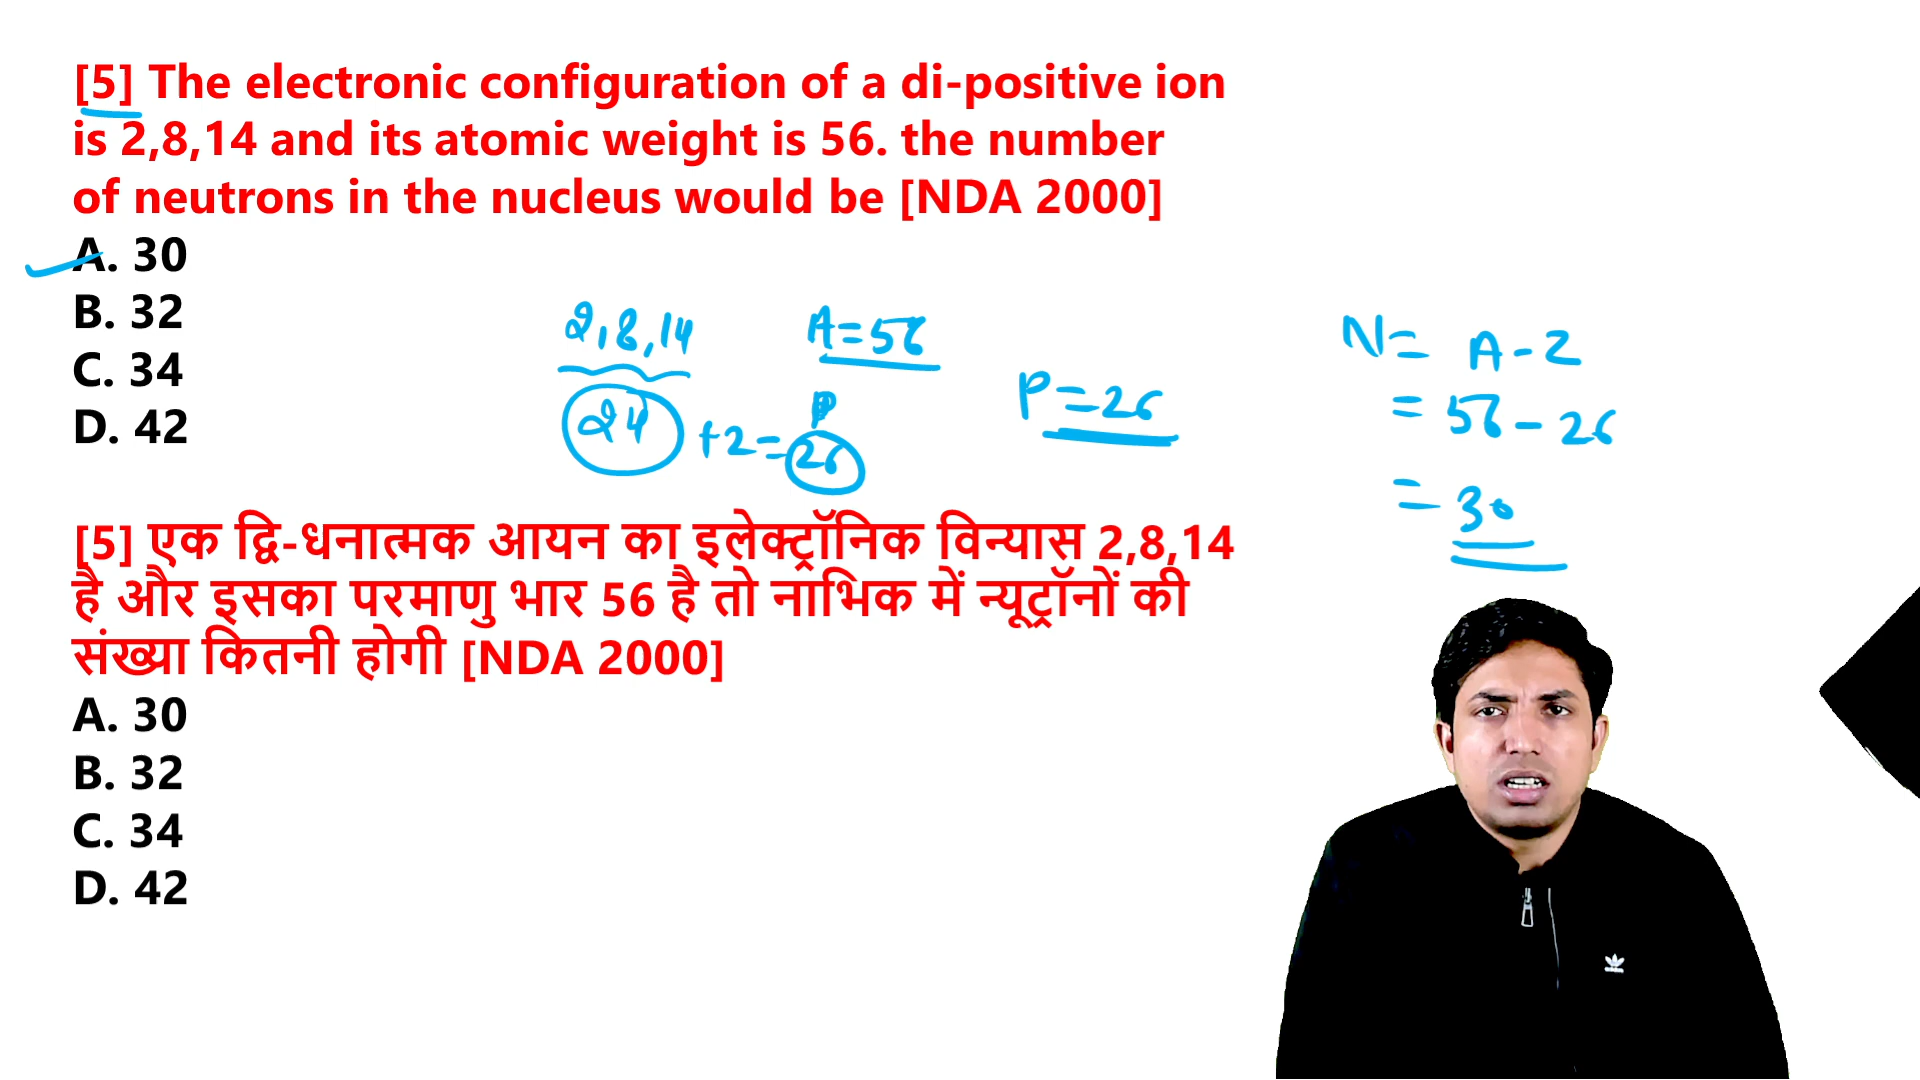 [5] The electronic configuration of a di-positive ion
is 2,8,14 and its atomic weight is 56. the number
of neutrons in the nucleus would be [NDA 2000]
A. 30
B. 32
C. 34
D. 42
2,8,14
24 +2=26
A=56
P
P=26
N= A-Z
= 56-26
= 30
[5] एक द्वि-धनात्मक आयन का इलेक्ट्रॉनिक विन्यास 2,8,14
है और इसका परमाणु भार 56 है तो नाभिक में न्यूट्रॉनों की
संख्या कितनी होगी [NDA 2000]
A. 30
B. 32
C. 34
D. 42